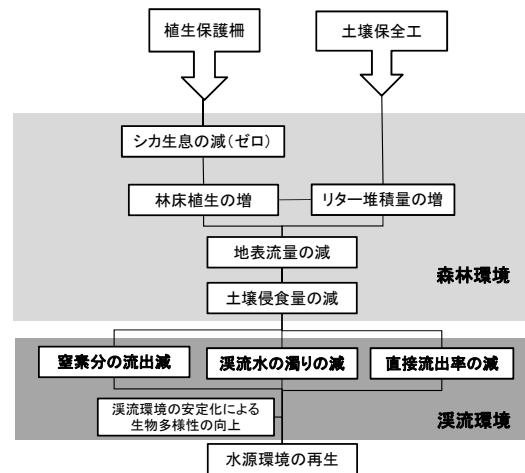 植生保護柵
土壌保全工
シカ生息の減(ゼロ)
林床植生の増
リター堆積量の増
地表流量の減
森林環境
土壌侵食量の減
窒素分の流出減
渓流水の濁りの減
直接流出率の減
渓流環境の安定化による
生物多様性の向上
渓流環境
水源環境の再生